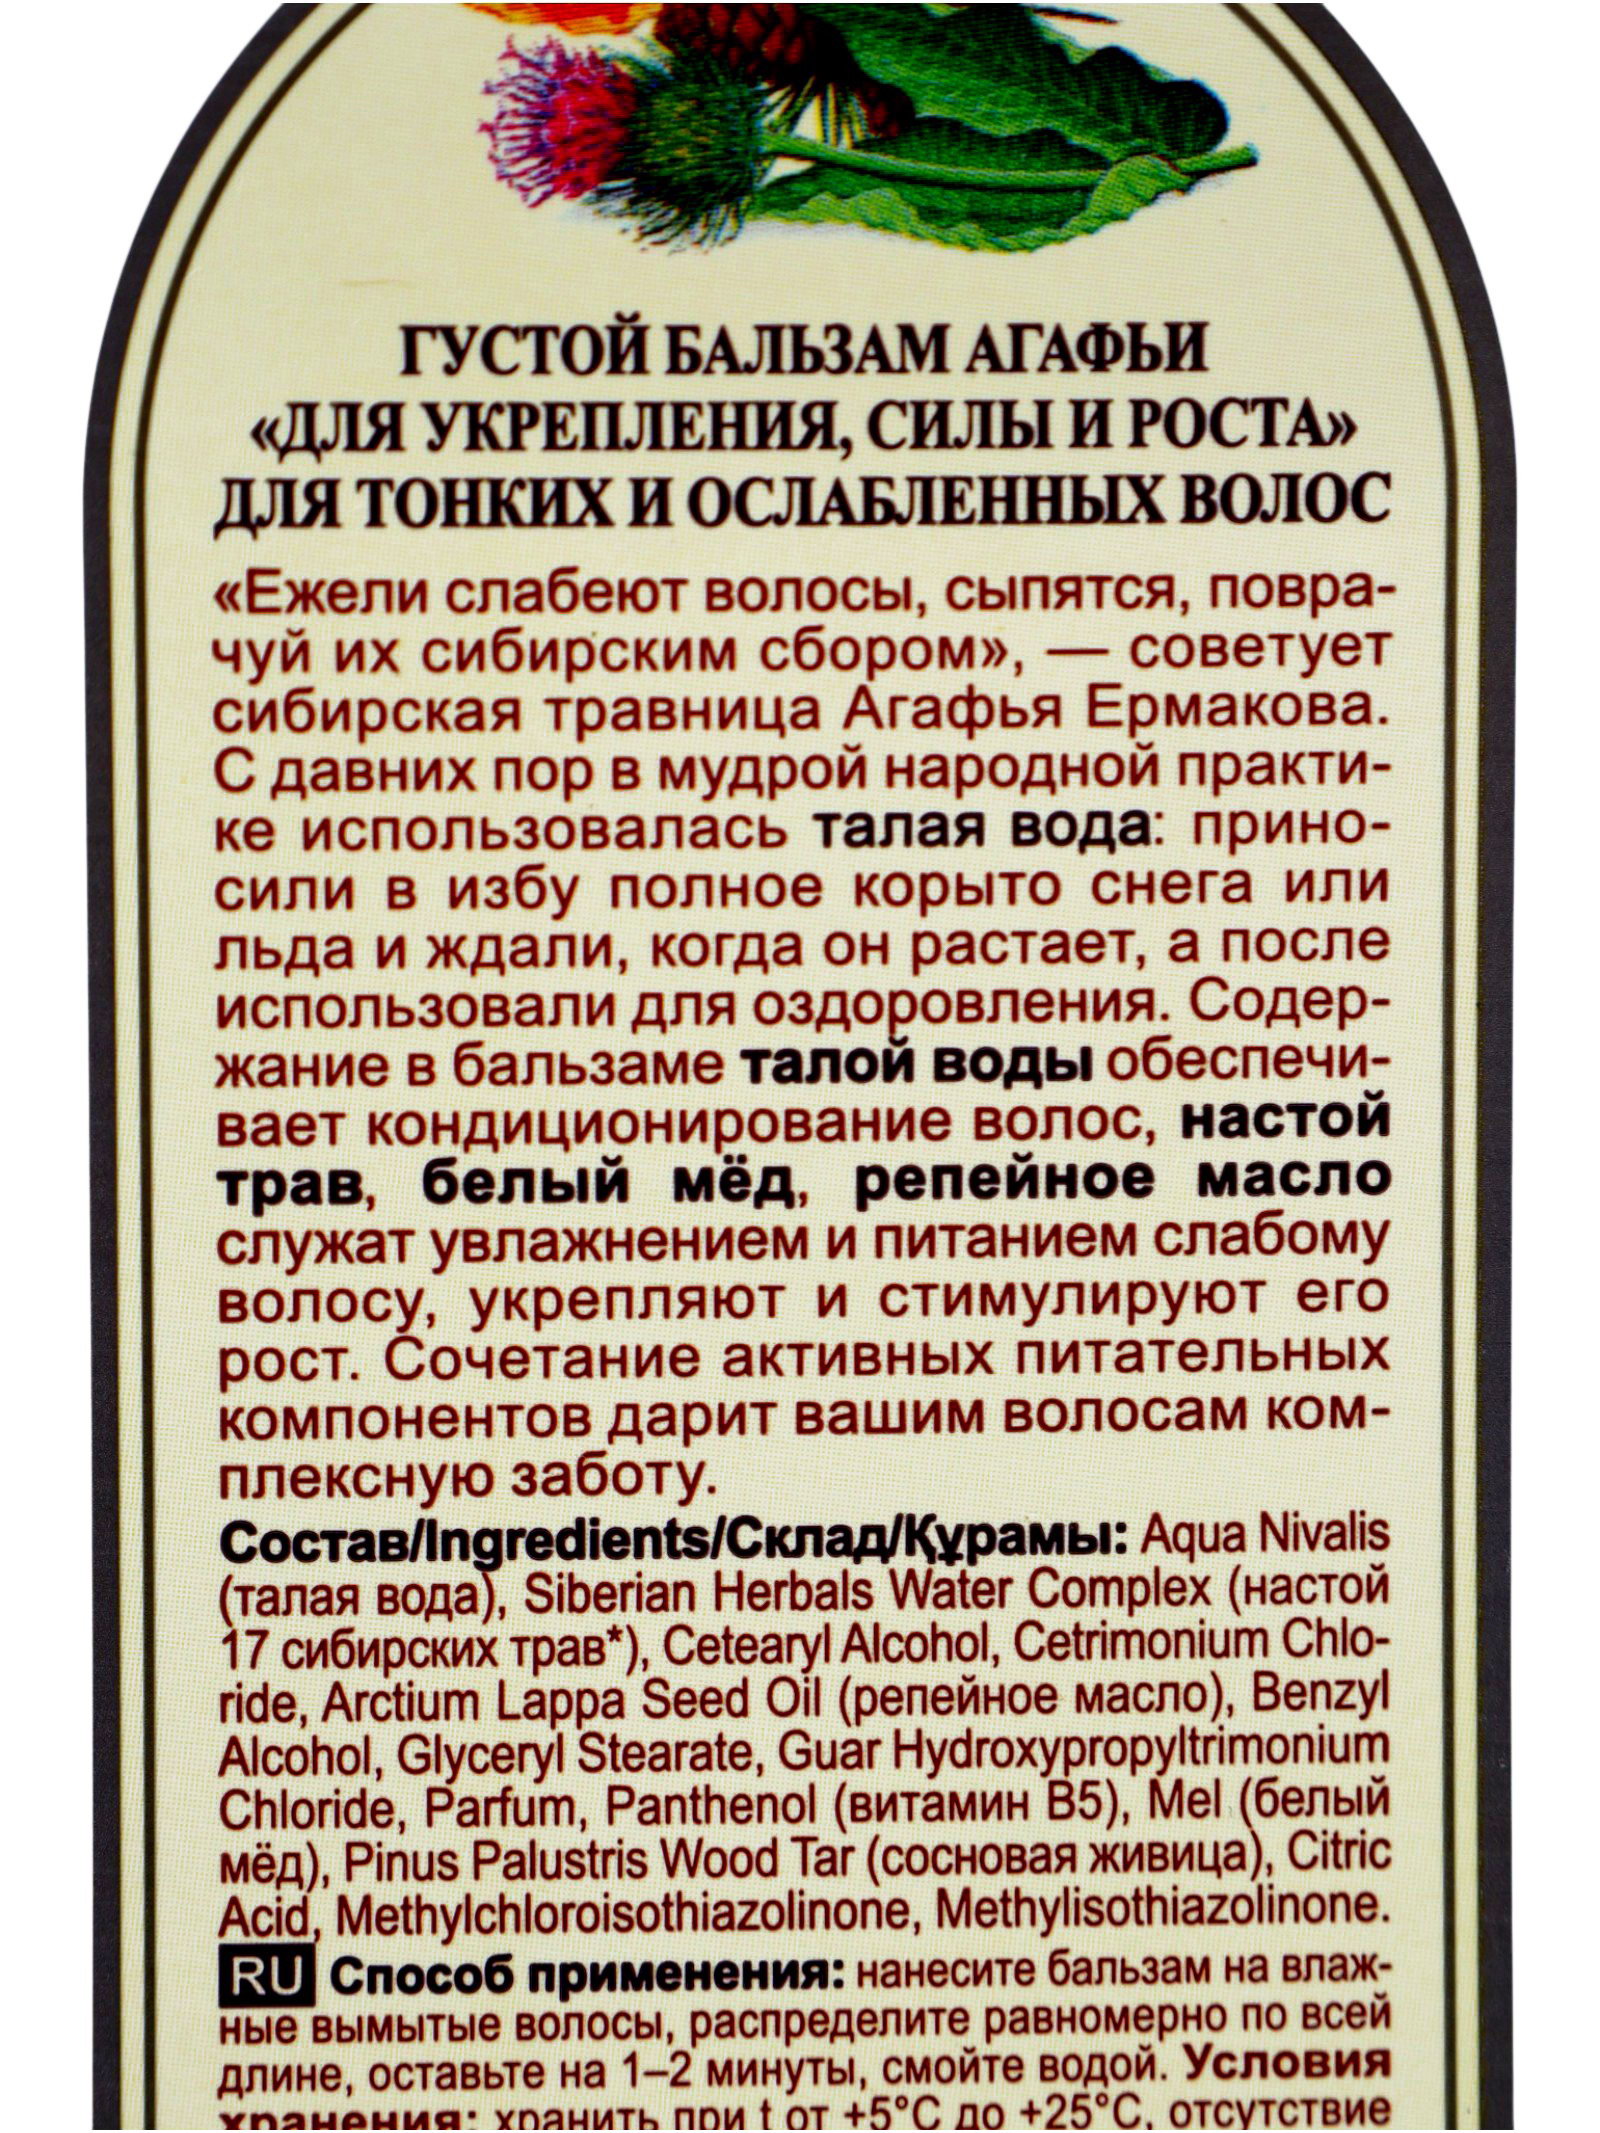 ГУСТОЙ БАЛЬЗАМ АГАФЬИ
«ДЛЯ УКРЕПЛЕНИЯ, СИЛЫ И РОСТА»
ДЛЯ ТОНКИХ И ОСЛАБЛЕННЫХ ВОЛОС
«Ежели слабеют волосы, сыпятся, повра-
чуй их сибирским сбором», — советует
сибирская травница Агафья Ермакова.
С давних пор в мудрой народной практи-
ке использовалась талая вода: прино-
сили в избу полное корыто снега или
льда и ждали, когда он растает, а после
использовали для оздоровления. Содер-
жание в бальзаме талой воды обеспечи-
вает кондиционирование волос, настой
трав, белый мёд, репейное масло
служат увлажнением и питанием слабому
волосу, укрепляют и стимулируют его
рост. Сочетание активных питательных
компонентов дарит вашим волосам ком-
плексную заботу.
Состав/Ingredients/Склад/Құрамы: Aqua Nivalis
(талая вода), Siberian Herbals Water Complex (настой
17 сибирских трав*), Cetearyl Alcohol, Cetrimonium Chlo-
ride, Arctium Lappa Seed Oil (репейное масло), Benzyl
Alcohol, Glyceryl Stearate, Guar Hydroxypropyltrimonium
Chloride, Parfum, Panthenol (витамин B5), Mel (белый
мёд), Pinus Palustris Wood Tar (сосновая живица), Citric
Acid, Methylchloroisothiazolinone, Methylisothiazolinone.
RU Способ применения: нанесите бальзам на влаж-
ные вымытые волосы, распределите равномерно по всей
длине, оставьте на 1–2 минуты, смойте водой. Условия
хранения: хранить при t от +5°C до +25°C, отсутствие